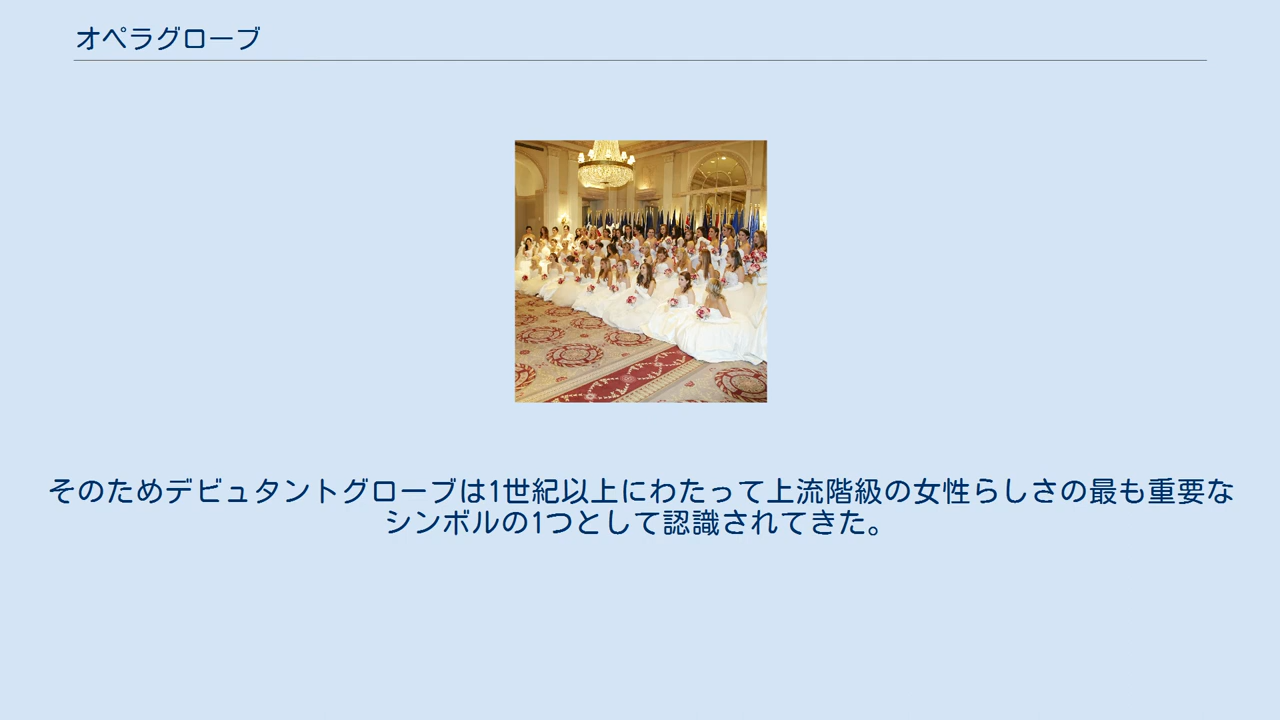 オペラグローブ
そのためデビュタントグローブは1世紀以上にわたって上流階級の女性らしさの最も重要な
シンボルの1つとして認識されてきた。